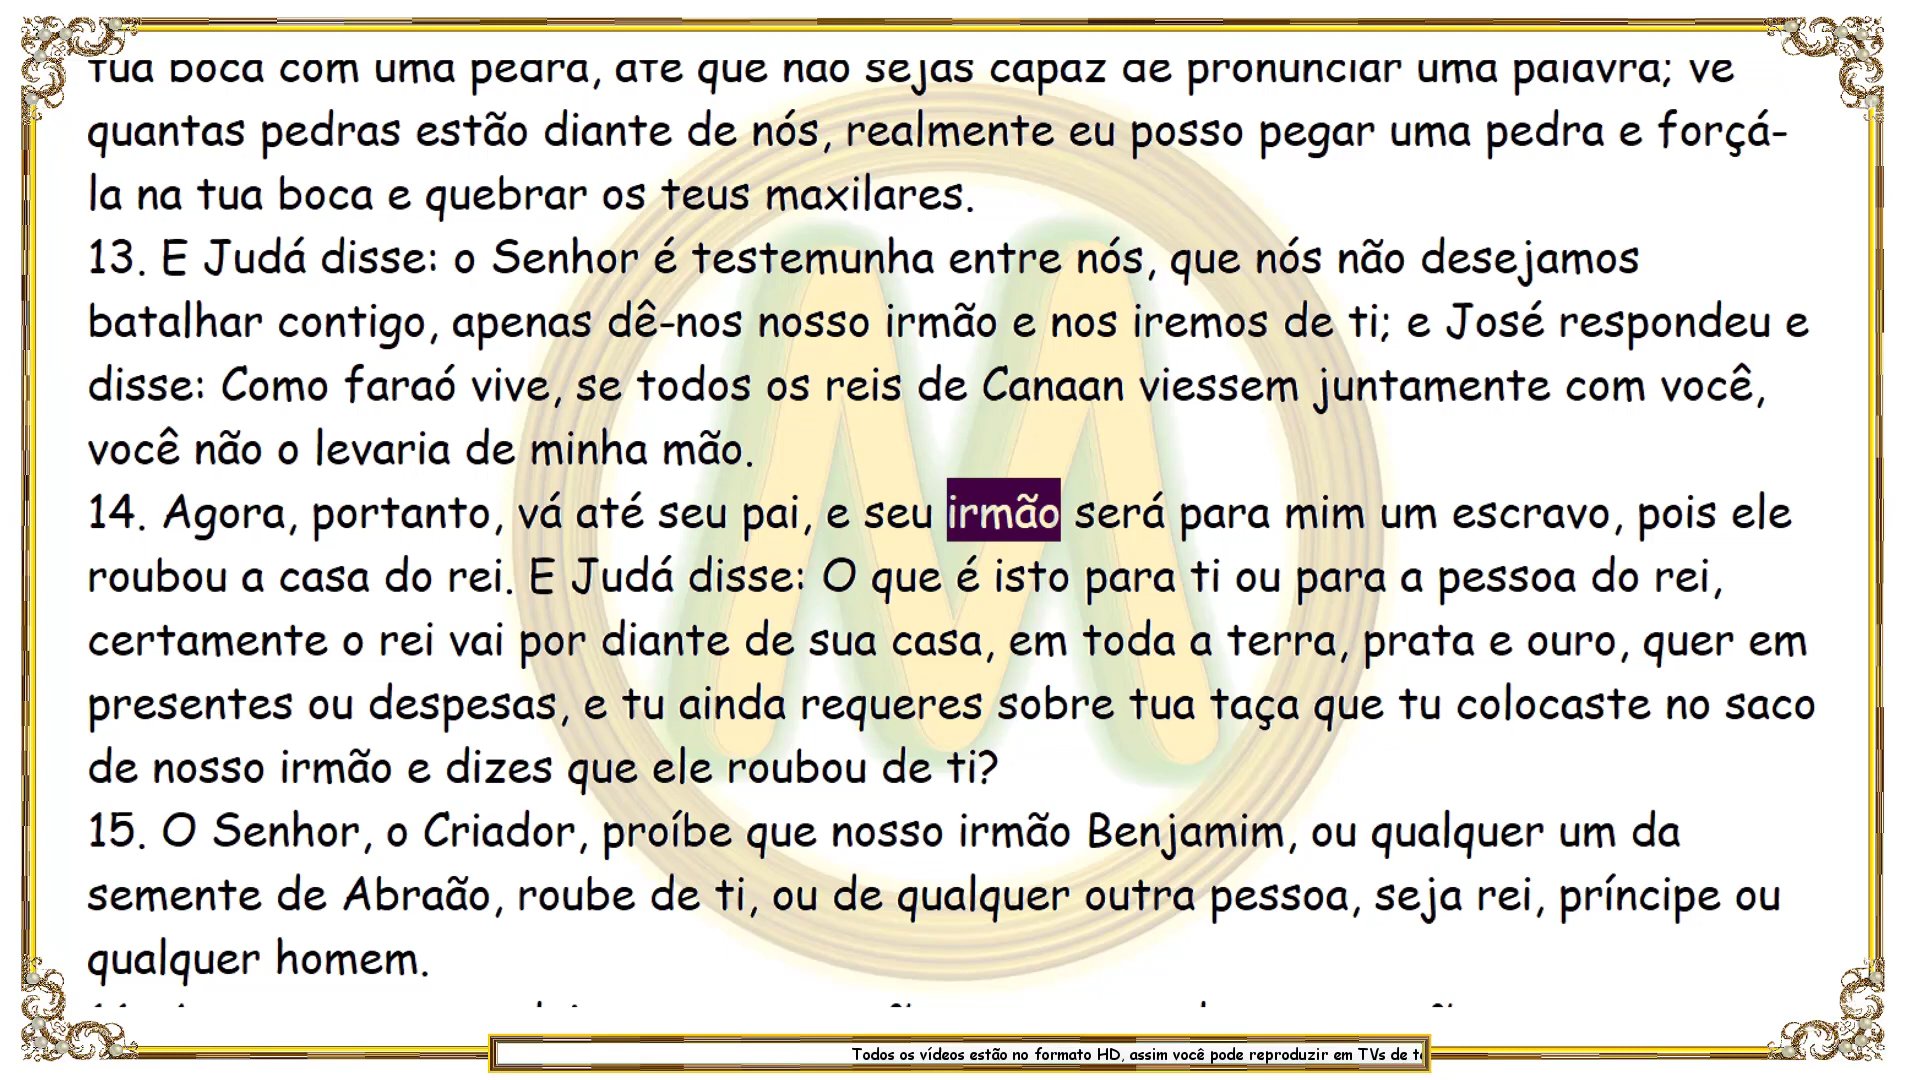 tua boca com uma pedra, até que não sejas capaz de pronunciar uma palavra; vê
quantas pedras estão diante de nós, realmente eu posso pegar uma pedra e forçá-
la na tua boca e quebrar os teus maxilares.
13. E Judá disse: o Senhor é testemunha entre nós, que nós não desejamos
batalhar contigo, apenas dê-nos nosso irmão e nos iremos de ti; e José respondeu e
disse: Como faraó vive, se todos os reis de Canaan viessem juntamente com você,
você não o levaria de minha mão.
14. Agora, portanto, vá até seu pai, e seu irmão será para mim um escravo, pois ele
roubou a casa do rei. E Judá disse: O que é isto para ti ou para a pessoa do rei,
certamente o rei vai por diante de sua casa, em toda a terra, prata e ouro, quer em
presentes ou despesas, e tu ainda requeres sobre tua taça que tu colocaste no saco
de nosso irmão e dizes que ele roubou de ti?
15. O Senhor, o Criador, proíbe que nosso irmão Benjamim, ou qualquer um da
semente de Abraão, roube de ti, ou de qualquer outra pessoa, seja rei, príncipe ou
qualquer homem.
Todos os vídeos estão no formato HD, assim você pode reproduzir em TVs de